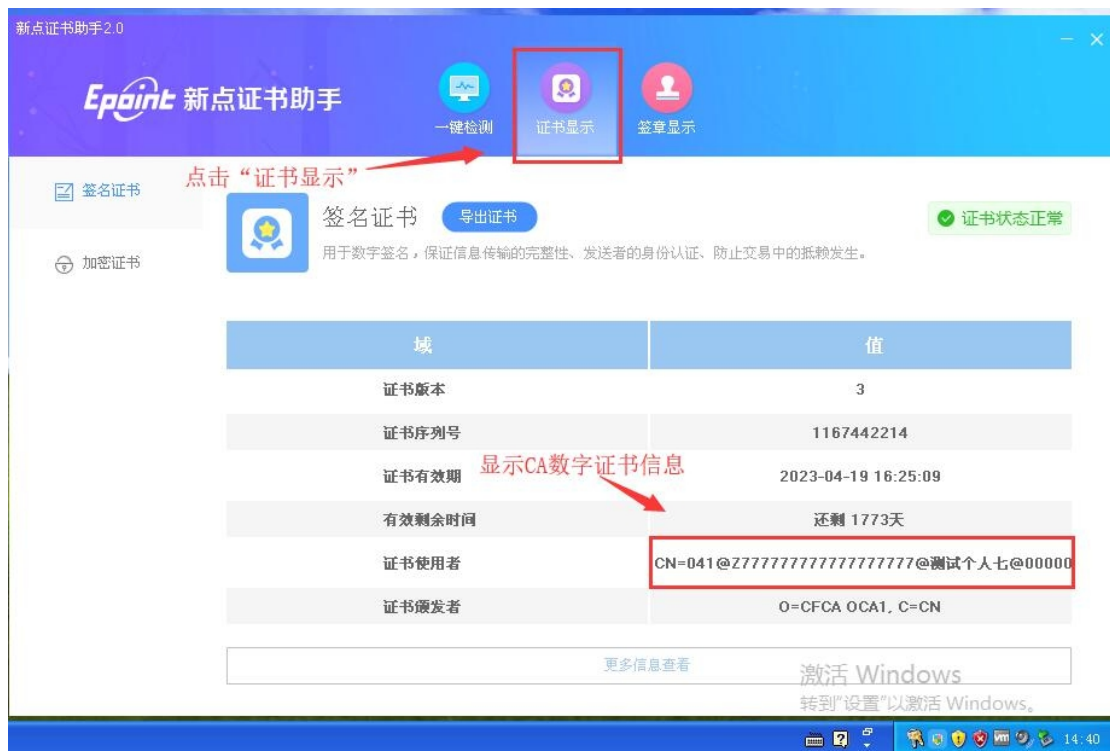 新点证书助手2.0
Epoint 新点证书助手
一键检测
证书显示
签章显示
点击“证书显示”
签名证书
加密证书
签名证书
导出证书
证书状态正常
用于数字签名，保证信息传输的完整性、发送者的身份认证、防止交易中的抵赖发生。
域 值
证书版本 3
证书序列号 1167442214
显示CA数字证书信息
证书有效期 2023-04-19 16:25:09
有效剩余时间 还剩 1773天
证书使用者 CN=041@Z777777777777777777@测试个人七@00000
证书颁发者 O=CFCA OCA1, C=CN
更多信息查看
激活 Windows
转到“设置”以激活 Windows。
14:40